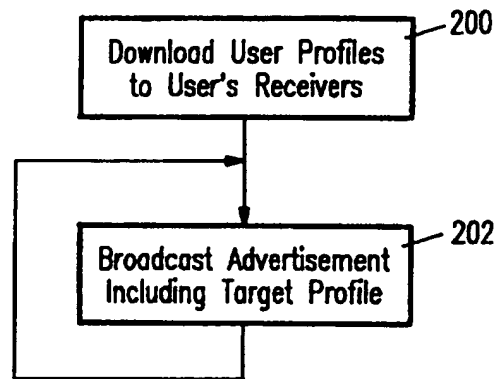 200
Download User Profiles
to User's Receivers
202
Broadcast Advertisement
Including Target Profile